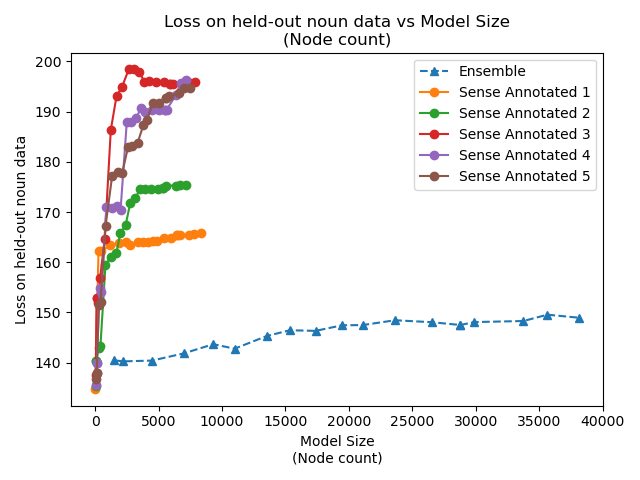 Loss on held-out noun data vs Model Size
(Node count)
Loss on held-out noun data
200
190
180
170
160
150
140
Ensemble
Sense Annotated 1
Sense Annotated 2
Sense Annotated 3
Sense Annotated 4
Sense Annotated 5
0 5000 10000 15000 20000 25000 30000 35000 40000
Model Size
(Node count)